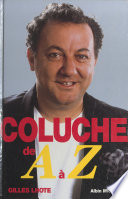 COLUCHE
de
A à Z
GILLES LHOTE
Albin Michel